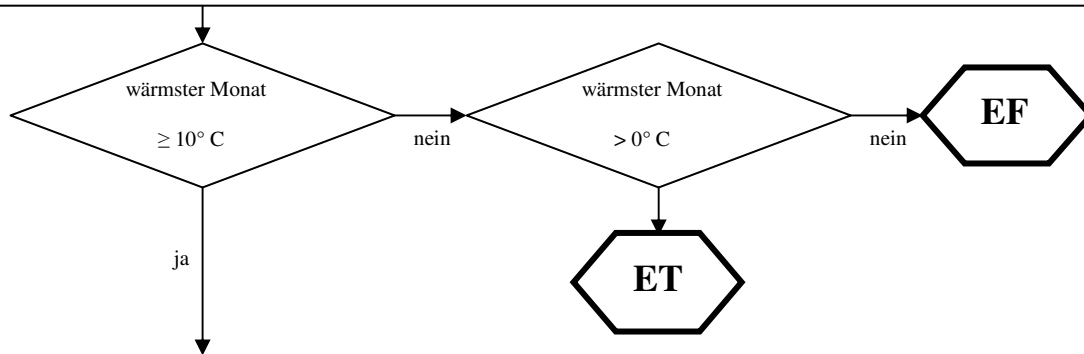 wärmster Monat
≥ 10° C
nein
wärmster Monat
> 0° C
nein
EF
ja
ET